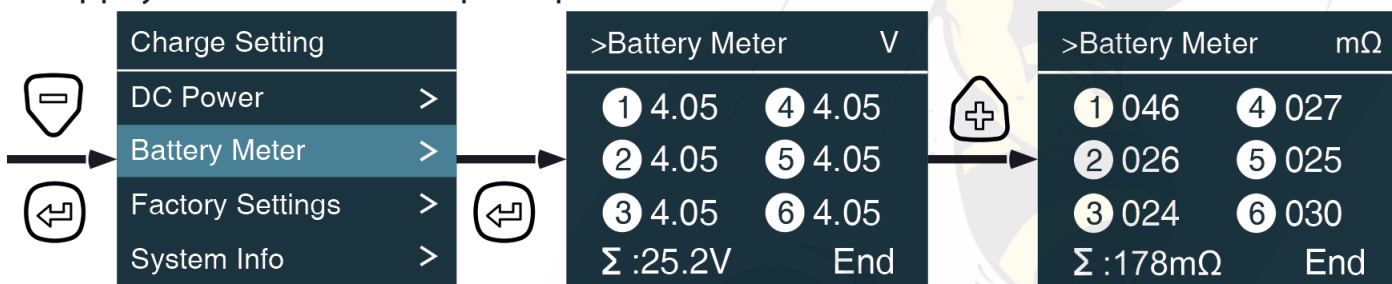 Charge Setting
DC Power >
Battery Meter >
Factory Settings >
System Info >
>Battery Meter V
1 4.05 4 4.05
2 4.05 5 4.05
3 4.05 6 4.05
Σ :25.2V End
>Battery Meter mΩ
1 046 4 027
2 026 5 025
3 024 6 030
Σ :178mΩ End